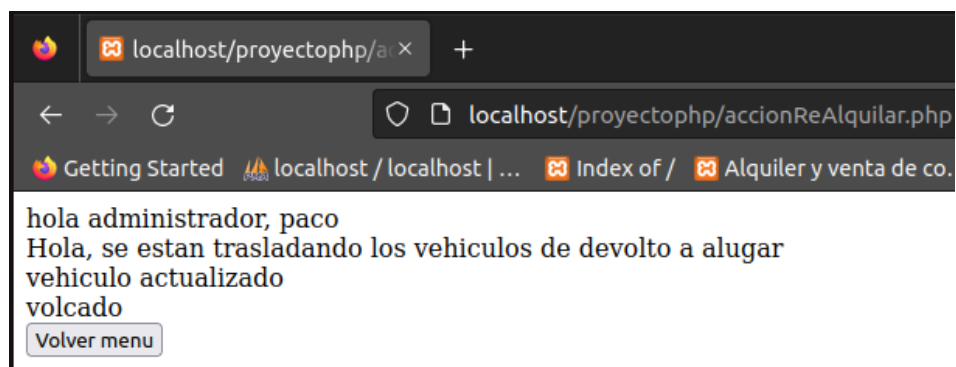 localhost/proyectophp/
localhost/proyectophp/accionReAlquilar.php
Getting Started localhost / localhost | ... Index of / Alquiler y venta de co.
hola administrador, paco
Hola, se estan trasladando los vehiculos de devolto a alugar
vehiculo actualizado
volcado
Volver menu